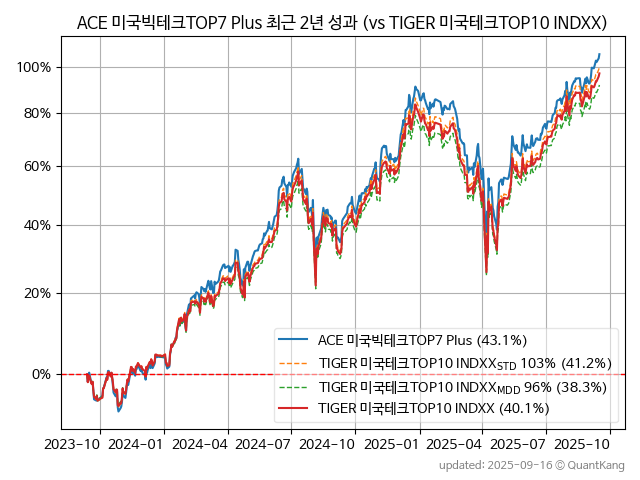 ACE 미국빅테크TOP7 Plus 최근 2년 성과 (vs TIGER 미국테크TOP10 INDXX)
100%
80%
60%
40%
20%
0%
ACE 미국빅테크TOP7 Plus (43.1%)
TIGER 미국테크TOP10 INDXX_STD 103% (41.2%)
TIGER 미국테크TOP10 INDXX_MDD 96% (38.3%)
TIGER 미국테크TOP10 INDXX (40.1%)
2023-10 2024-01 2024-04 2024-07 2024-10 2025-01 2025-04 2025-07 2025-10
updated: 2025-09-16 © QuantKang